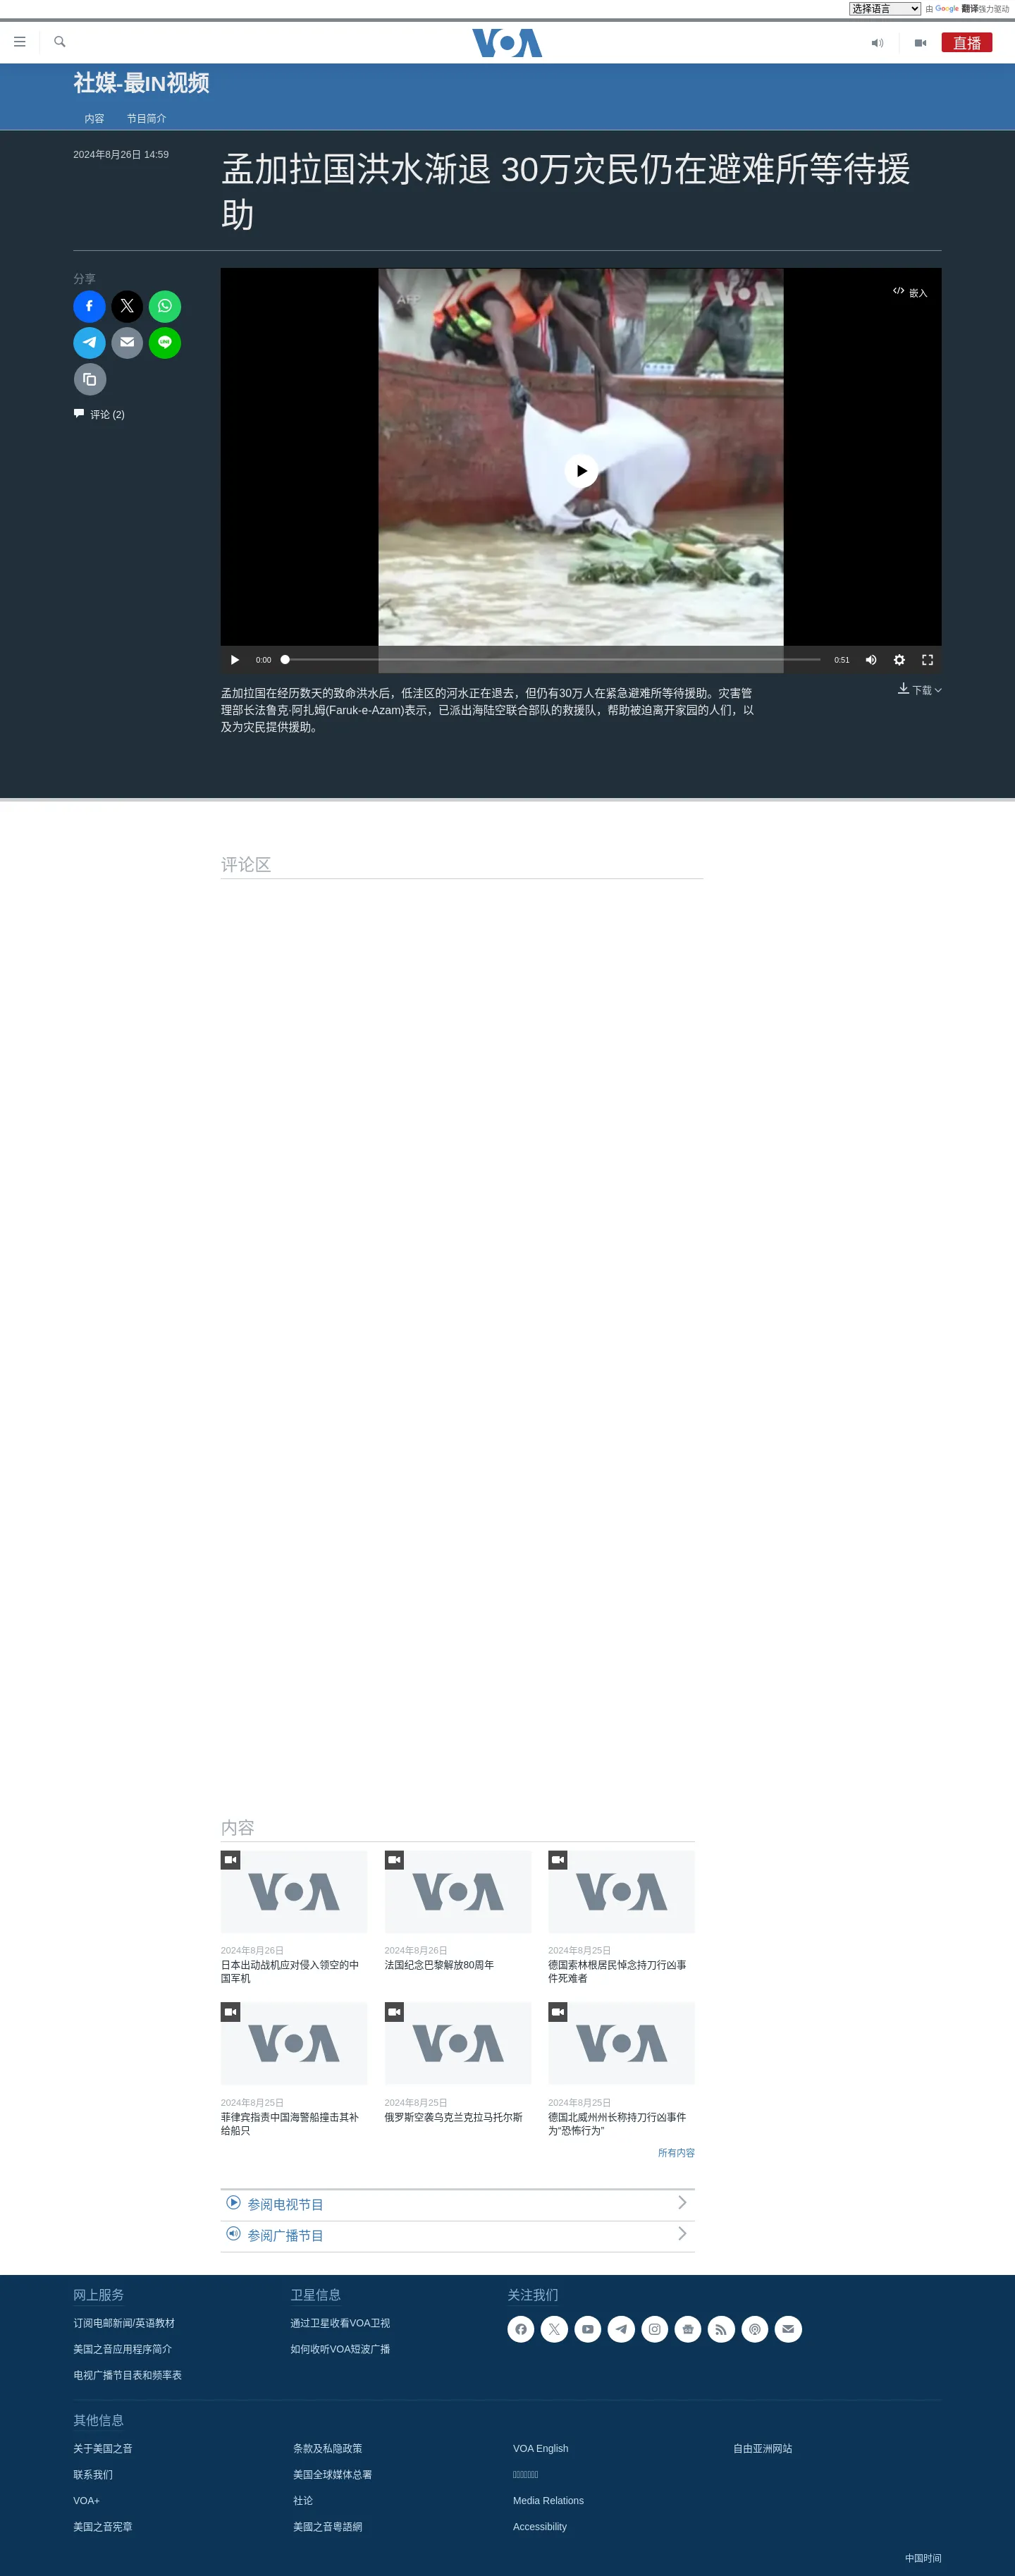 选择语言 由 Google 翻译强力驱动
VOA
直播
社媒-最IN视频
内容 节目简介
2024年8月26日 14:59
孟加拉国洪水渐退 30万灾民仍在避难所等待援
助
分享
评论 (2)
AFP
VOA
嵌入
0:00
0:51
下载
孟加拉国在经历数天的致命洪水后，低洼区的河水正在退去，但仍有30万人在紧急避难所等待援助。灾害管
理部长法鲁克·阿扎姆(Faruk-e-Azam)表示，已派出海陆空联合部队的救援队，帮助被迫离开家园的人们，以
及为灾民提供援助。
评论区
内容
VOA VOA VOA
2024年8月26日
日本出动战机应对侵入领空的中
国军机
2024年8月26日
法国纪念巴黎解放80周年
2024年8月25日
德国索林根居民悼念持刀行凶事
件死难者
VOA VOA VOA
2024年8月25日
菲律宾指责中国海警船撞击其补
给船只
2024年8月25日
俄罗斯空袭乌克兰克拉马托尔斯
2024年8月25日
德国北威州州长称持刀行凶事件
为“恐怖行为”
所有内容
参阅电视节目
参阅广播节目
网上服务
订阅电邮新闻/英语教材
美国之音应用程序简介
电视广播节目表和频率表
卫星信息
通过卫星收看VOA卫视
如何收听VOA短波广播
关注我们
其他信息
关于美国之音
联系我们
VOA+
美国之音宪章
条款及私隐政策
美国全球媒体总署
社论
美國之音粵語網
VOA English
Media Relations
Accessibility
自由亚洲网站
中国时间